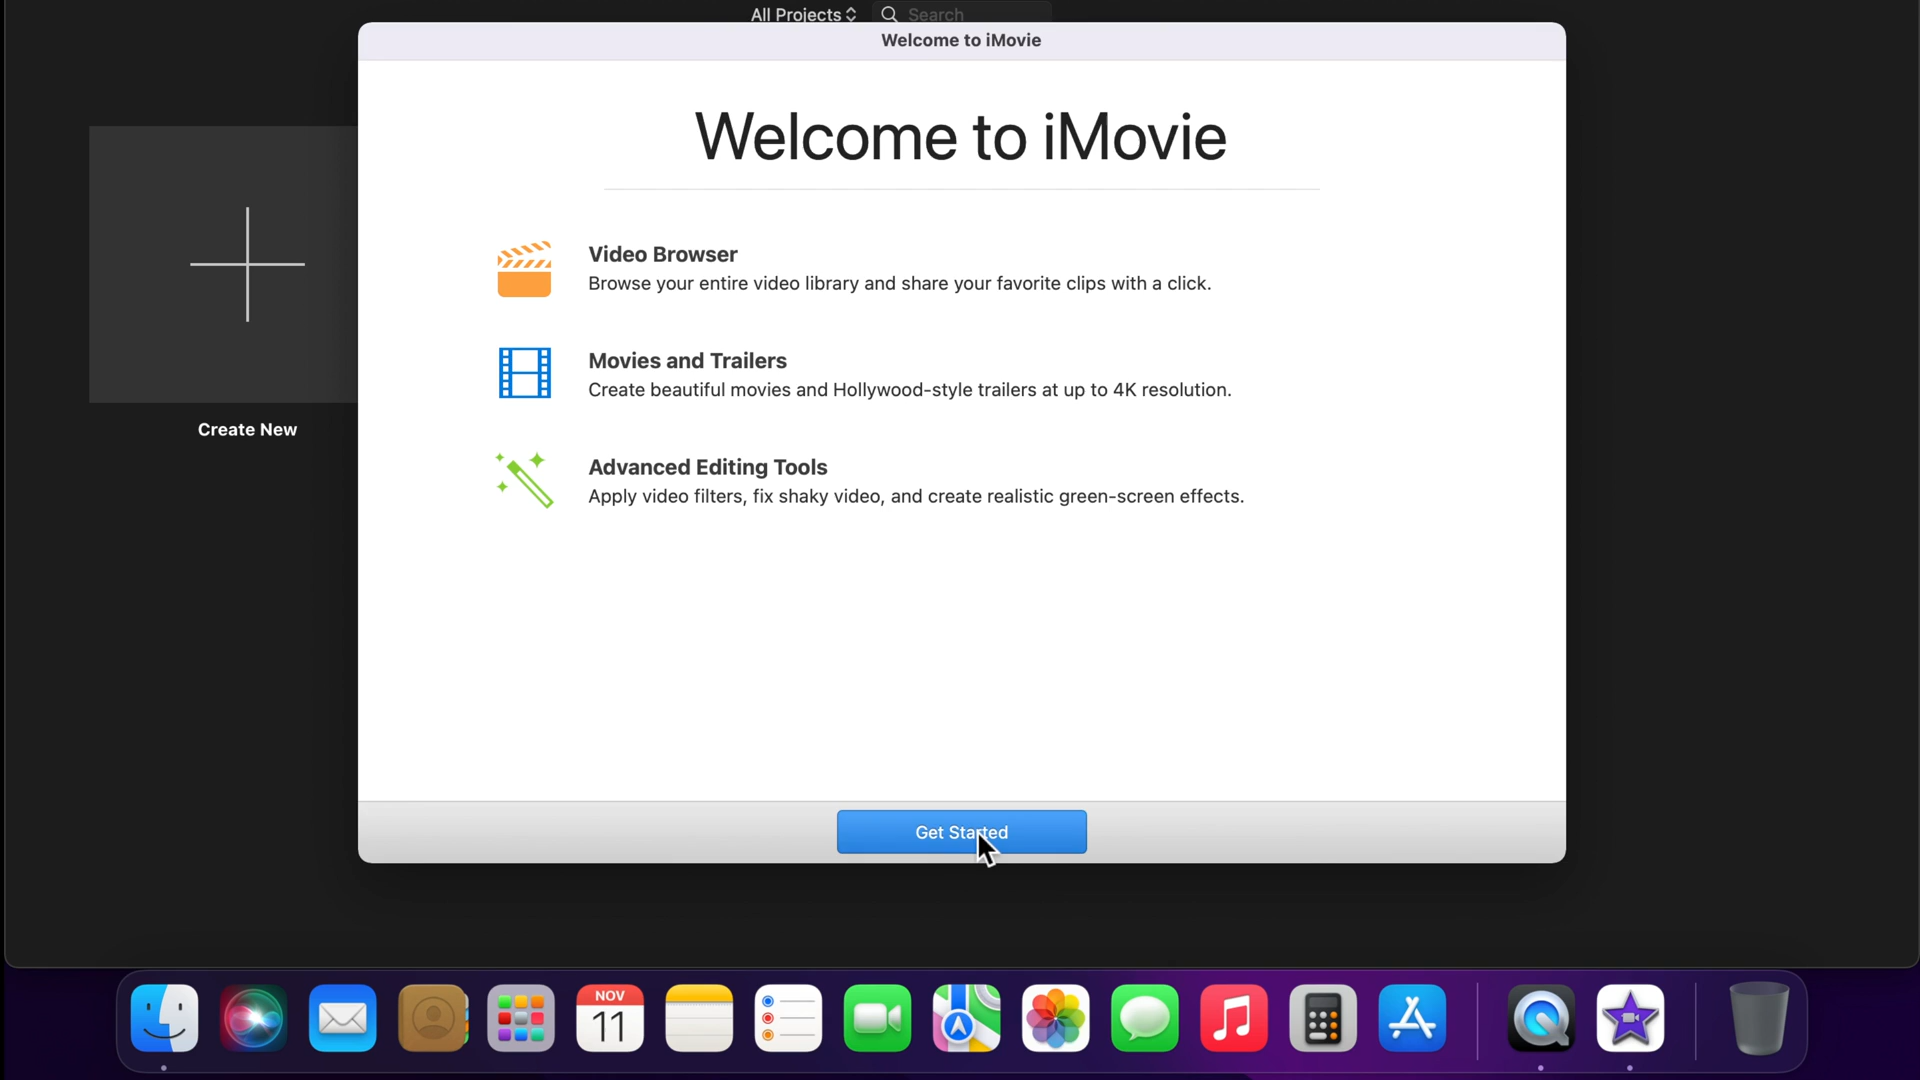 All Projects
Search
Welcome to iMovie
Welcome to iMovie
Video Browser
Browse your entire video library and share your favorite clips with a click.
Movies and Trailers
Create beautiful movies and Hollywood-style trailers at up to 4K resolution.
Create New
Advanced Editing Tools
Apply video filters, fix shaky video, and create realistic green-screen effects.
Get Started
NOV
11